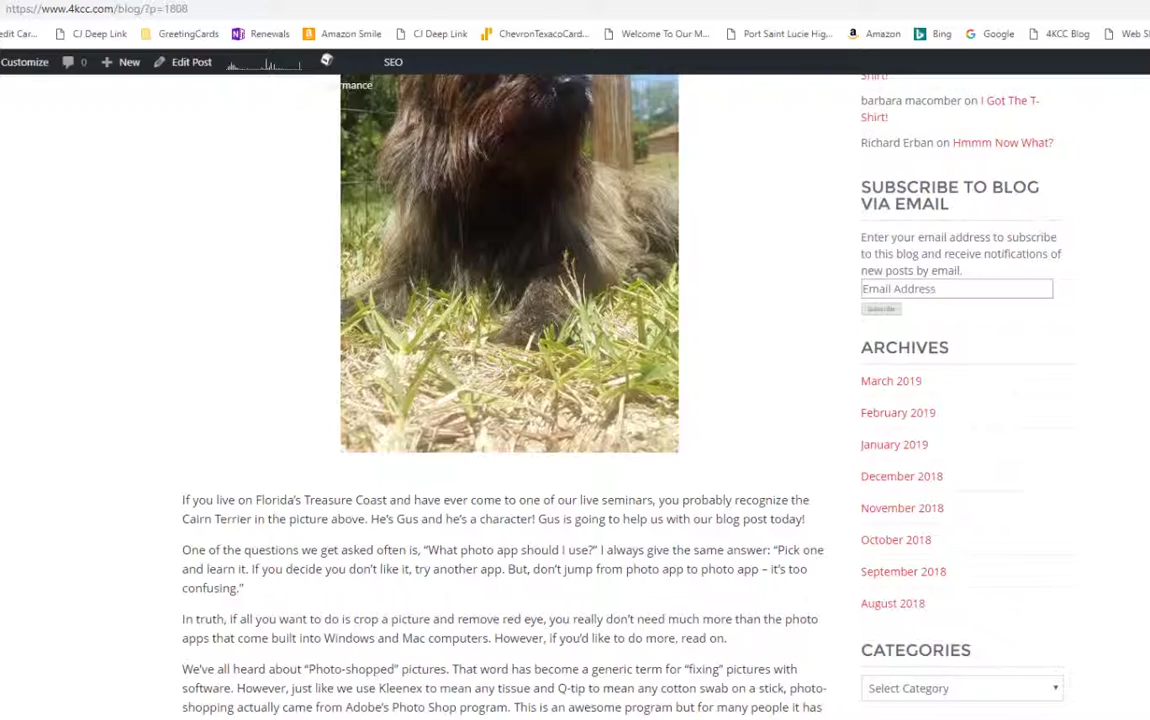 https://www.4kcc.com/blog/?p=1808
edit Car... CJ Deep Link GreetingCards Renewals Amazon Smile CJ Deep Link ChevronTexacoCard... Welcome To Our M... Port Saint Lucie Hig... Amazon Bing Google 4KCC Blog Web S
Customize 0 New Edit Post SEO
rmance
Shirt!
barbara macomber on I Got The T-
Shirt!
Richard Erban on Hmmm Now What?
SUBSCRIBE TO BLOG
VIA EMAIL
Enter your email address to subscribe
to this blog and receive notifications of
new posts by email.
Email Address
Subscribe
ARCHIVES
March 2019
February 2019
January 2019
December 2018
November 2018
October 2018
September 2018
August 2018
CATEGORIES
Select Category
If you live on Florida's Treasure Coast and have ever come to one of our live seminars, you probably recognize the
Cairn Terrier in the picture above. He's Gus and he's a character! Gus is going to help us with our blog post today!
One of the questions we get asked often is, “What photo app should I use?” I always give the same answer: “Pick one
and learn it. If you decide you don't like it, try another app. But, don't jump from photo app to photo app – it's too
confusing.”
In truth, if all you want to do is crop a picture and remove red eye, you really don't need much more than the photo
apps that come built into Windows and Mac computers. However, if you'd like to do more, read on.
We've all heard about “Photo-shopped” pictures. That word has become a generic term for “fixing” pictures with
software. However, just like we use Kleenex to mean any tissue and Q-tip to mean any cotton swab on a stick, photo-
shopping actually came from Adobe's Photo Shop program. This is an awesome program but for many people it has